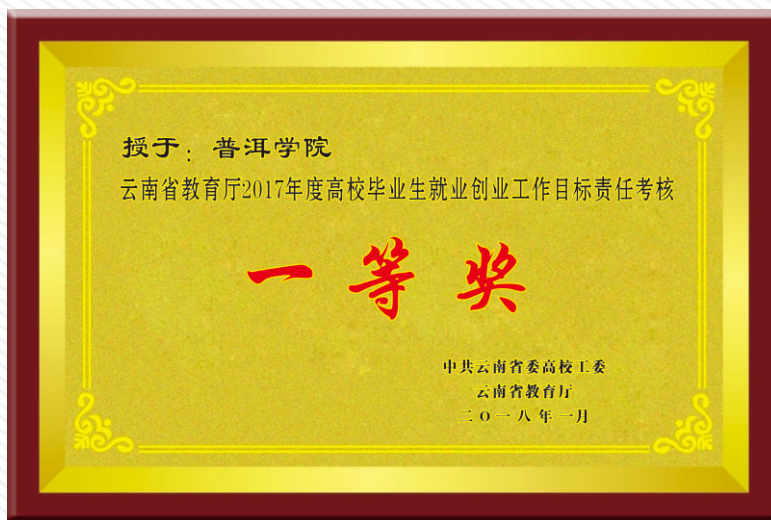 授于：普洱学院
云南省教育厅2017年度高校毕业生就业创业工作目标责任考核
一等奖
中共云南省委高校工委
云南省教育厅
二〇一八年一月